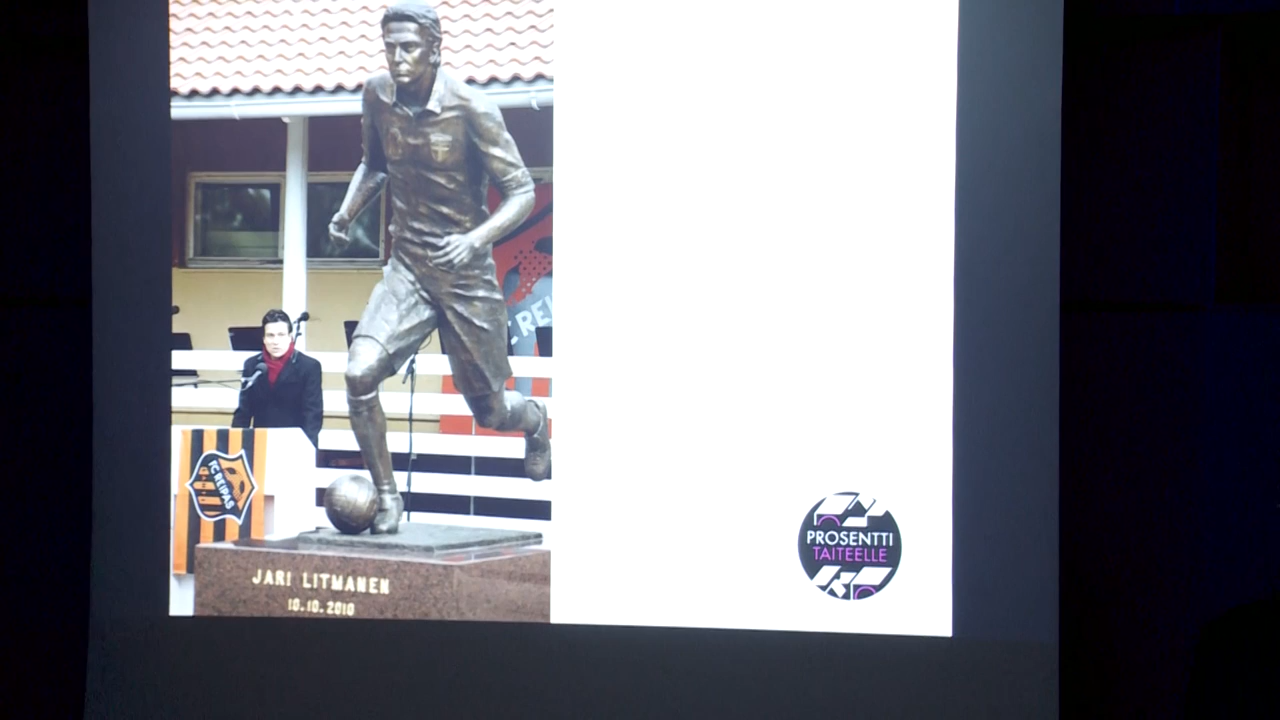 FC REIPAS
JARI LITMANEN
10.10.2010
PROSENTTI
TAITEELLE